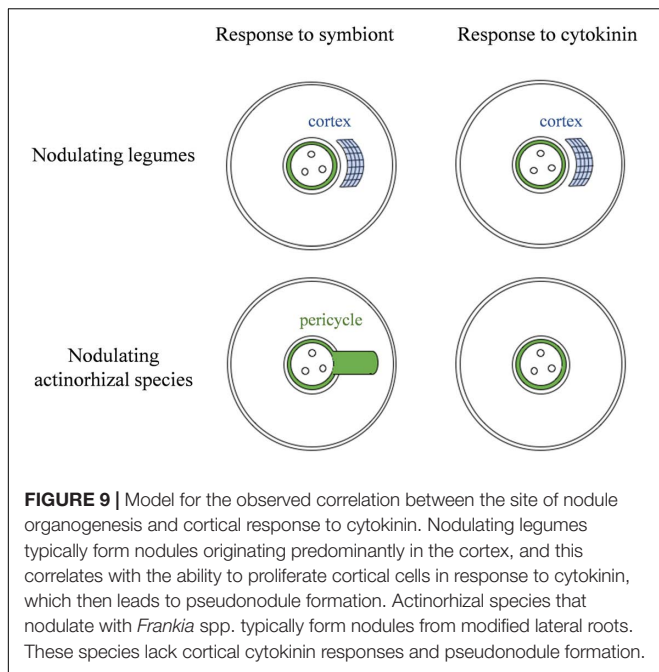 Response to symbiont Response to cytokinin
cortex cortex
Nodulating legumes
pericycle
Nodulating
actinorhizal species
FIGURE 9 | Model for the observed correlation between the site of nodule
organogenesis and cortical response to cytokinin. Nodulating legumes
typically form nodules originating predominantly in the cortex, and this
correlates with the ability to proliferate cortical cells in response to cytokinin,
which then leads to pseudonodule formation. Actinorhizal species that
nodulate with Frankia spp. typically form nodules from modified lateral roots.
These species lack cortical cytokinin responses and pseudonodule formation.